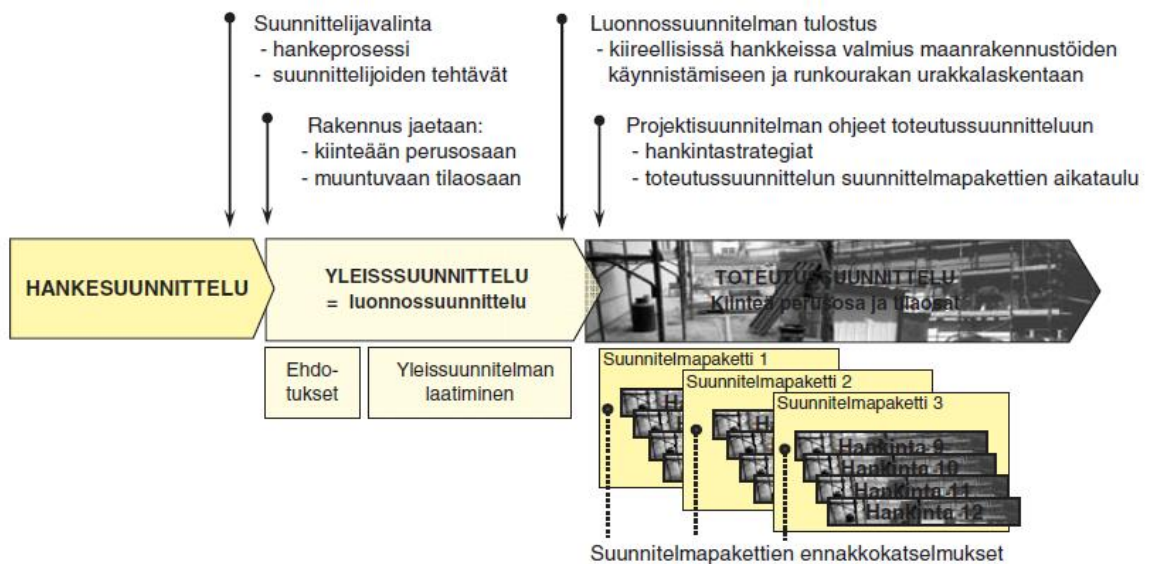 Suunnittelijavalinta
- hankeprosessi
- suunnittelijoiden tehtävät
Rakennus jaetaan:
- kiinteään perusosaan
- muuntuvaan tilaosaan
Luonnossuunnitelman tulostus
- kiireellisissä hankkeissa valmius maanrakennustöiden
käynnistämiseen ja runkourakan urakkalaskentaan
Projektisuunnitelman ohjeet toteutussuunnitteluun
- hankintastrategiat
- toteutussuunnittelun suunnittelmapakettien aikataulu
HANKESUUNNITTELU
YLEISSSUUNNITTELU
= luonnossuunnittelu
TOTEUTUSSUUNNITTELU
Kiinteä perusosa ja tilaosat
Ehdo-
tukset
Yleissuunnitelman
laatiminen
Suunnitelmapaketti 1
Suunnitelmapaketti 2
Suunnitelmapaketti 3
Hankinta 9
Hankinta 10
Hankinta 11
Hankinta 12
Suunnitelmapakettien ennakkokatselmukset